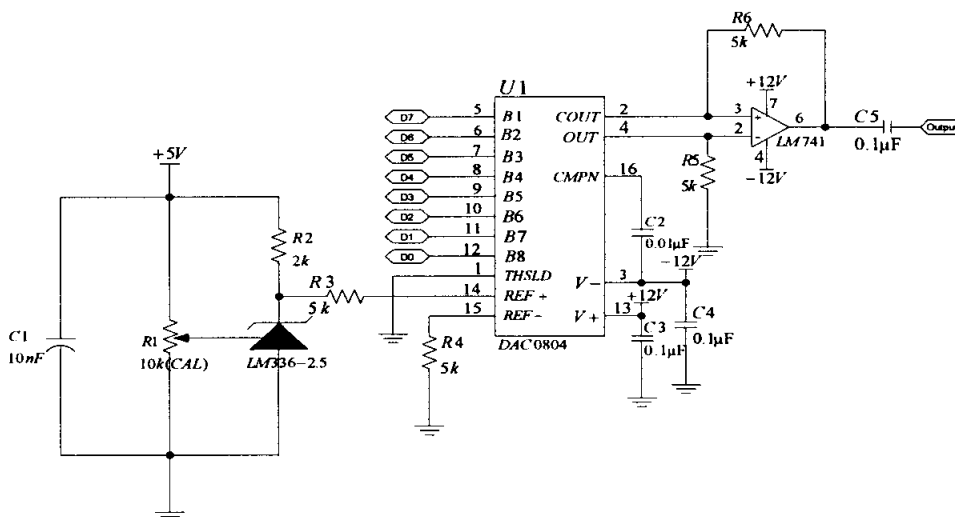 R6
5k
U1
+12V
D7 5 B1 COUT 2 3 + 7 6 C5 Output
D6 6 B2 OUT 4 2 - LM741 0.1µF
D5 7 B3 4
D4 8 B4 CMPN 16 R5 -12V
D3 9 B5 5k
D2 10 B6
D1 11 B7 C2
D0 12 B8 0.01µF
1 THSLD -12V
14 REF+ V- 3
15 REF- V+ 13 +12V
DAC0804
C3
0.1µF
C4
0.1µF
+5V
R2
2k
R3
5k
C1
10nF
R1
10k(CAL)
LM336-2.5
R4
5k